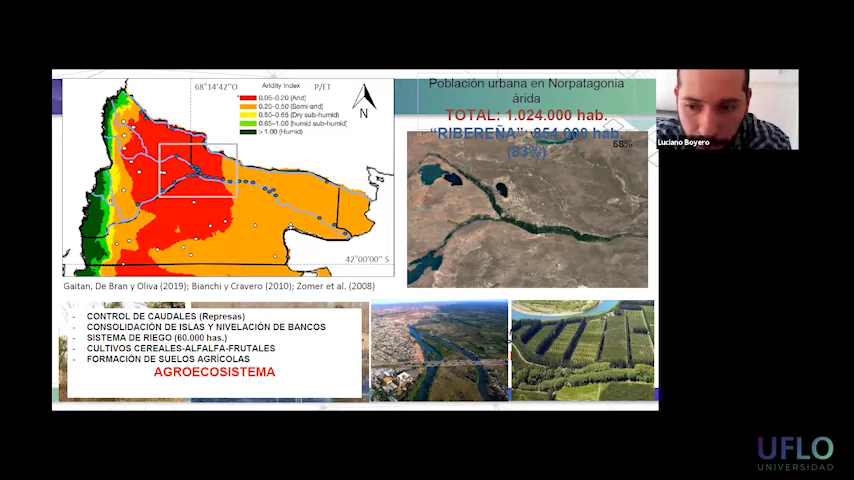 68°14'42''O
Aridity Index P/ET
0.05-0.20 (Arid)
0.20-0.50 (Semi-arid)
0.50-0.65 (Dry sub-humid)
0.65-1.00 (humid sub-humid)
> 1.00 (Humid)
N
42°00'00'' S
Gaitan, De Bran y Oliva (2019); Bianchi y Cravero (2010); Zomer et al. (2008)
Población urbana en Norpatagonia
árida
TOTAL: 1.024.000 hab.
"RIBEREÑA": 854.000 hab.
(83%)
68%
Luciano Boyero
- CONTROL DE CAUDALES (Represas)
- CONSOLIDACIÓN DE ISLAS Y NIVELACIÓN DE BANCOS
- SISTEMA DE RIEGO (60.000 has.)
- CULTIVOS CEREALES-ALFALFA-FRUTALES
- FORMACIÓN DE SUELOS AGRÍCOLAS
AGROECOSISTEMA
UFLO
UNIVERSIDAD